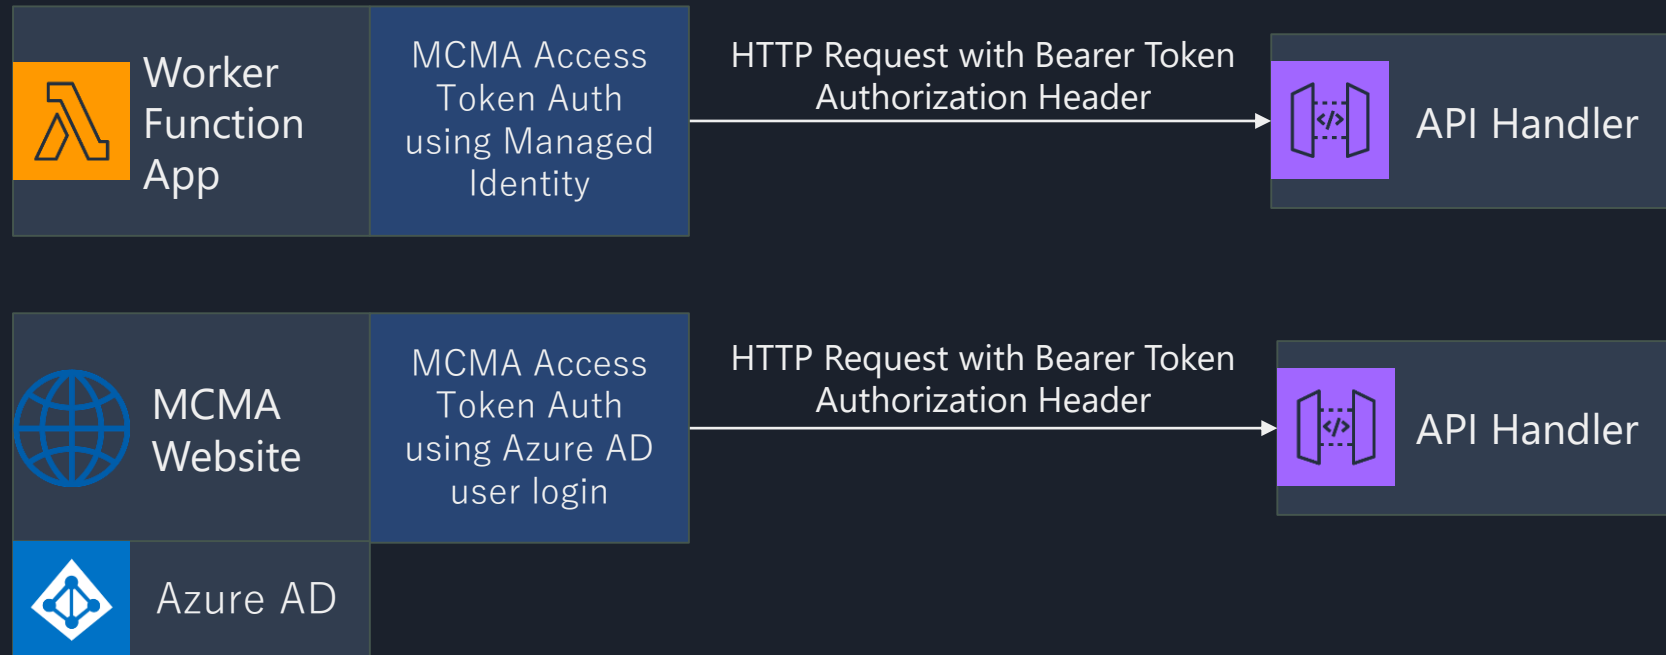 Worker
Function
App
MCMA Access
Token Auth
using Managed
Identity
HTTP Request with Bearer Token
Authorization Header
</>
API Handler
MCMA
Website
MCMA Access
Token Auth
using Azure AD
user login
HTTP Request with Bearer Token
Authorization Header
</>
API Handler
Azure AD